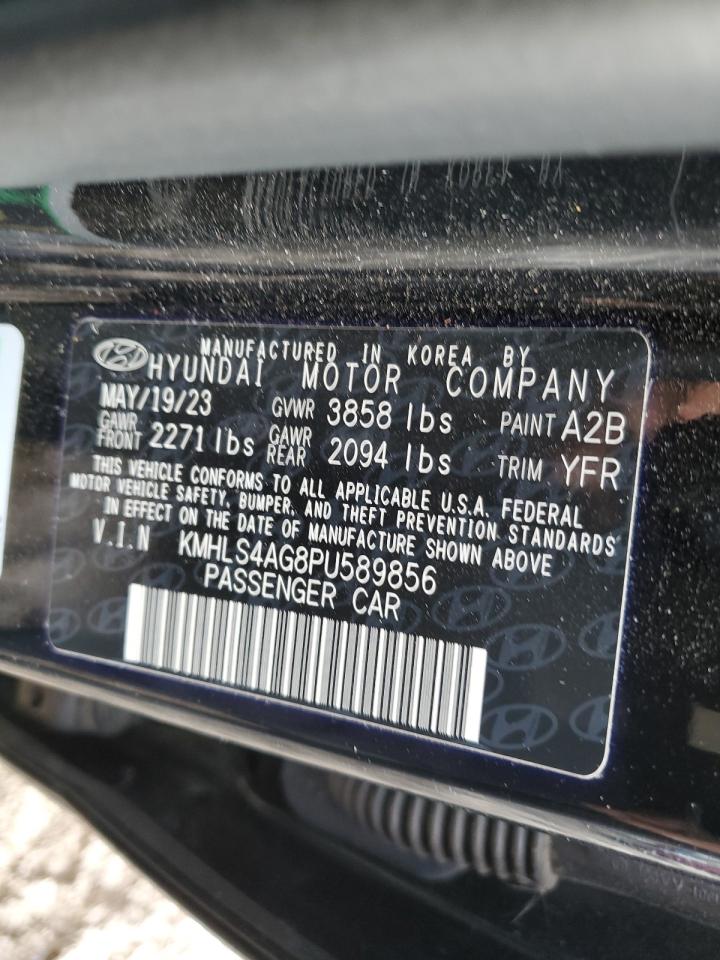 MANUFACTURED IN KOREA BY
HYUNDAI MOTOR COMPANY
MAY/19/23 GVWR 3858 lbs PAINT A2B
GAWR FRONT 2271 lbs GAWR REAR 2094 lbs TRIM YFR
THIS VEHICLE CONFORMS TO ALL APPLICABLE U.S.A. FEDERAL
MOTOR VEHICLE SAFETY, BUMPER, AND THEFT PREVENTION STANDARDS
IN EFFECT ON THE DATE OF MANUFACTURE SHOWN ABOVE
V.I.N KMHLS4AG8PU589856
PASSENGER CAR